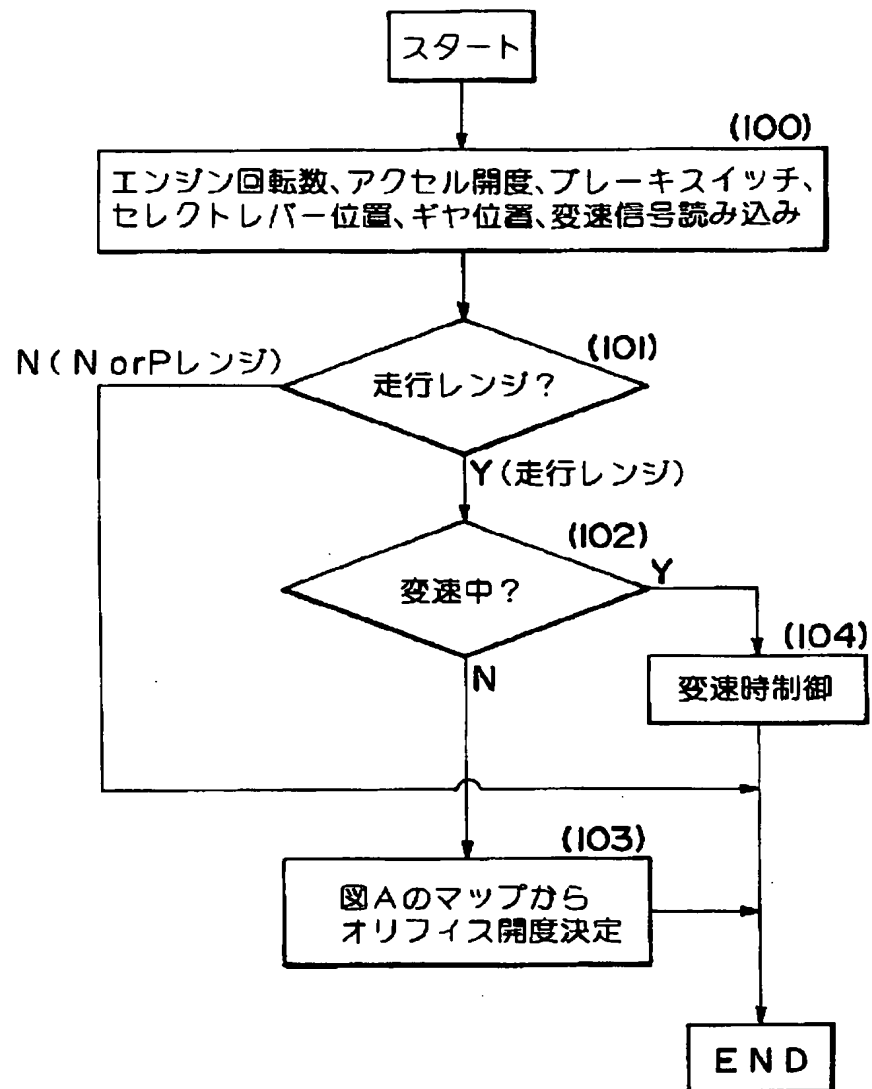 スタート
(100)
エンジン回転数、アクセル開度、ブレーキスイッチ、
セレクトレバー位置、ギヤ位置、変速信号読み込み
(101)
N(N orPレンジ)
走行レンジ?
Y(走行レンジ)
(102)
変速中?
Y
(104)
N
変速時制御
(103)
図Aのマップから
オリフィス開度決定
END